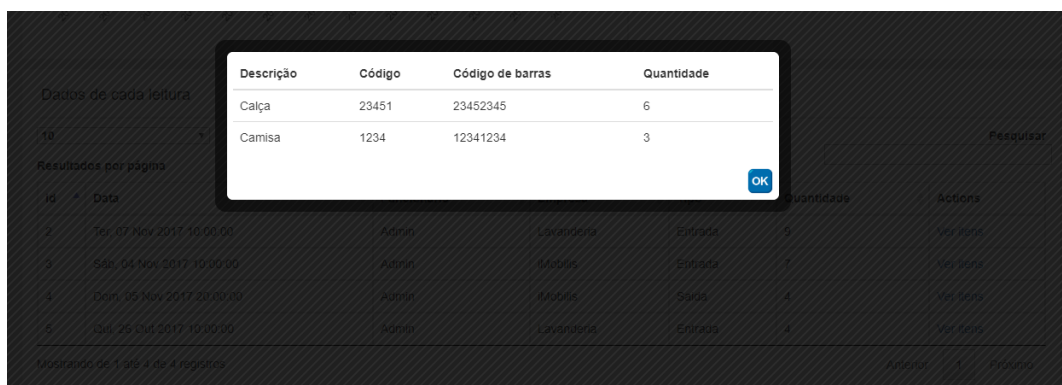 Descrição Código Código de barras Quantidade
Calça 23451 23452345 6
Camisa 1234 12341234 3
OK
Dados de cada leitura
10 Pesquisar
Resultados por página
Id Data Quantidade Actions
2 Ter, 07 Nov 2017 10:00:00 Admin Lavanderia Entrada 9 Ver itens
3 Sáb, 04 Nov 2017 10:00:00 Admin iMobilis Entrada 7 Ver itens
4 Dom, 05 Nov 2017 20:00:00 Admin iMobilis Saída 4 Ver itens
5 Qui, 26 Out 2017 10:00:00 Admin Lavanderia Entrada 4 Ver itens
Mostrando de 1 até 4 de 4 registros Anterior 1 Próximo